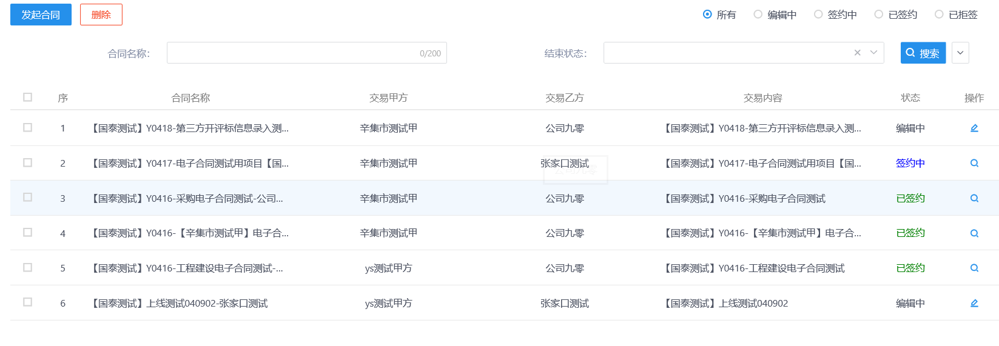 发起合同 删除 所有 编辑中 签约中 已签约 已拒签
合同名称: 0/200 结束状态: 搜索
序 合同名称 交易甲方 交易乙方 交易内容 状态 操作
1 【国泰测试】Y0418-第三方开评标信息录入测... 辛集市测试甲 公司九零 【国泰测试】Y0418-第三方开评标信息录入测... 编辑中
2 【国泰测试】Y0417-电子合同测试用项目【国... 辛集市测试甲 张家口测试 【国泰测试】Y0417-电子合同测试用项目【国... 签约中
公司九零
3 【国泰测试】Y0416-采购电子合同测试-公司... 辛集市测试甲 公司九零 【国泰测试】Y0416-采购电子合同测试 已签约
4 【国泰测试】Y0416-【辛集市测试甲】电子合... 辛集市测试甲 公司九零 【国泰测试】Y0416-【辛集市测试甲】电子合... 已签约
5 【国泰测试】Y0416-工程建设电子合同测试-... ys测试甲方 公司九零 【国泰测试】Y0416-工程建设电子合同测试 已签约
6 【国泰测试】上线测试040902-张家口测试 ys测试甲方 张家口测试 【国泰测试】上线测试040902 编辑中